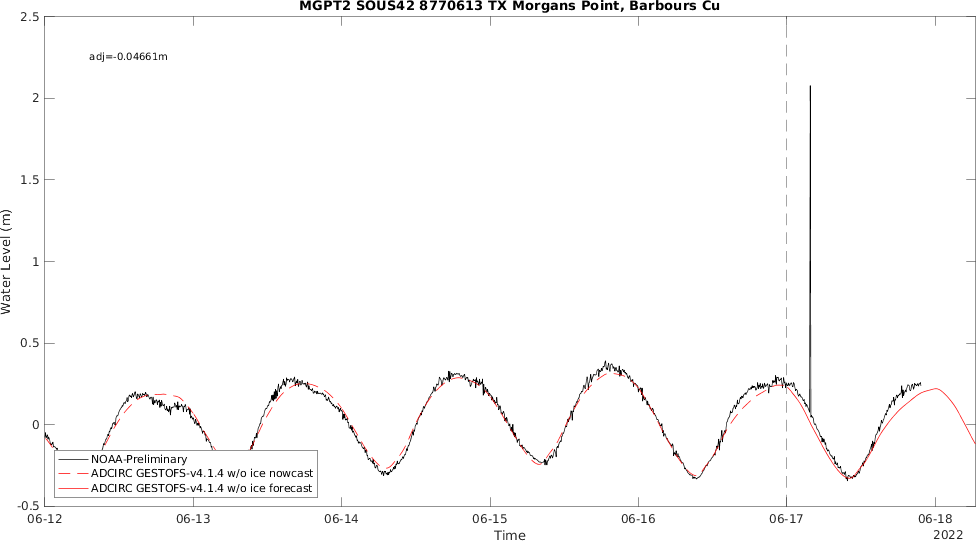 MGPT2 SOUS42 8770613 TX Morgans Point, Barbours Cu
adj=-0.04661m
Water Level (m)
2.5
2
1.5
1
0.5
0
-0.5
NOAA-Preliminary
ADCIRC GESTOFS-v4.1.4 w/o ice nowcast
ADCIRC GESTOFS-v4.1.4 w/o ice forecast
06-12 06-13 06-14 06-15 06-16 06-17 06-18
Time
2022